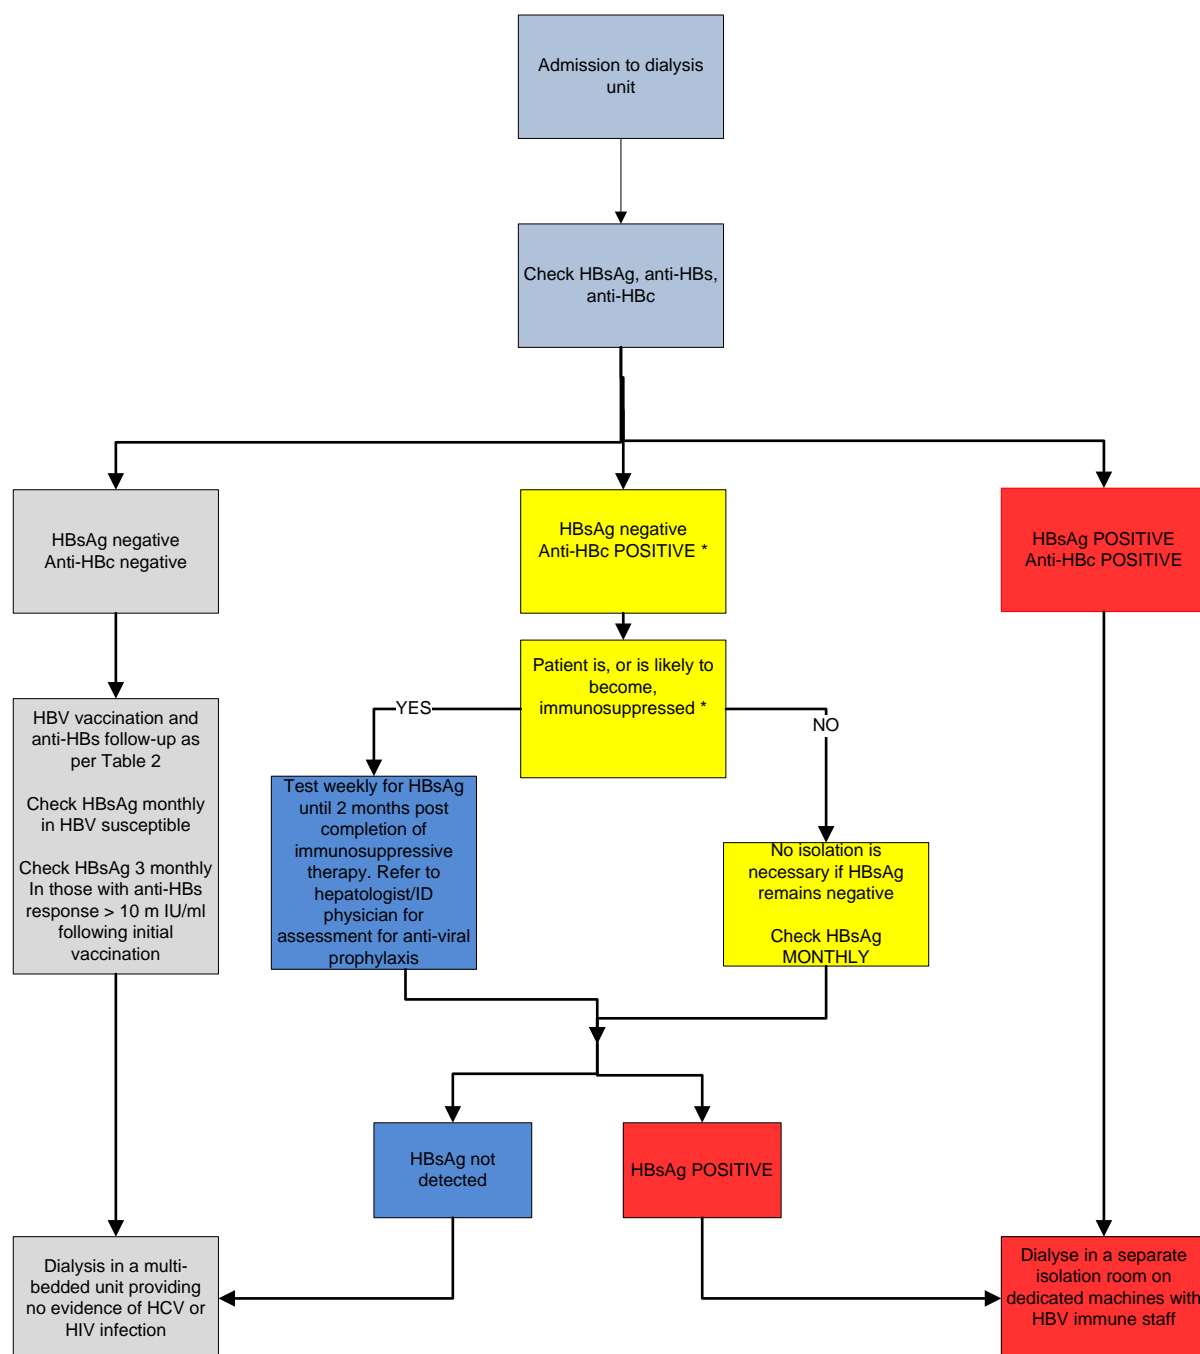 Admission to dialysis
unit
Check HBsAg, anti-HBs,
anti-HBc
HBsAg negative
Anti-HBc negative
HBsAg negative
Anti-HBc POSITIVE *
HBsAg POSITIVE
Anti-HBc POSITIVE
Patient is, or is likely to
become,
immunosuppressed *
YES
NO
HBV vaccination and
anti-HBs follow-up as
per Table 2
Check HBsAg monthly
in HBV susceptible
Check HBsAg 3 monthly
In those with anti-HBs
response > 10 m IU/ml
following initial
vaccination
Test weekly for HBsAg
until 2 months post
completion of
immunosuppressive
therapy. Refer to
hepatologist/ID
physician for
assessment for anti-viral
prophylaxis
No isolation is
necessary if HBsAg
remains negative
Check HBsAg
MONTHLY
HBsAg not
detected
HBsAg POSITIVE
Dialysis in a multi-
bedded unit providing
no evidence of HCV or
HIV infection
Dialyse in a separate
isolation room on
dedicated machines with
HBV immune staff